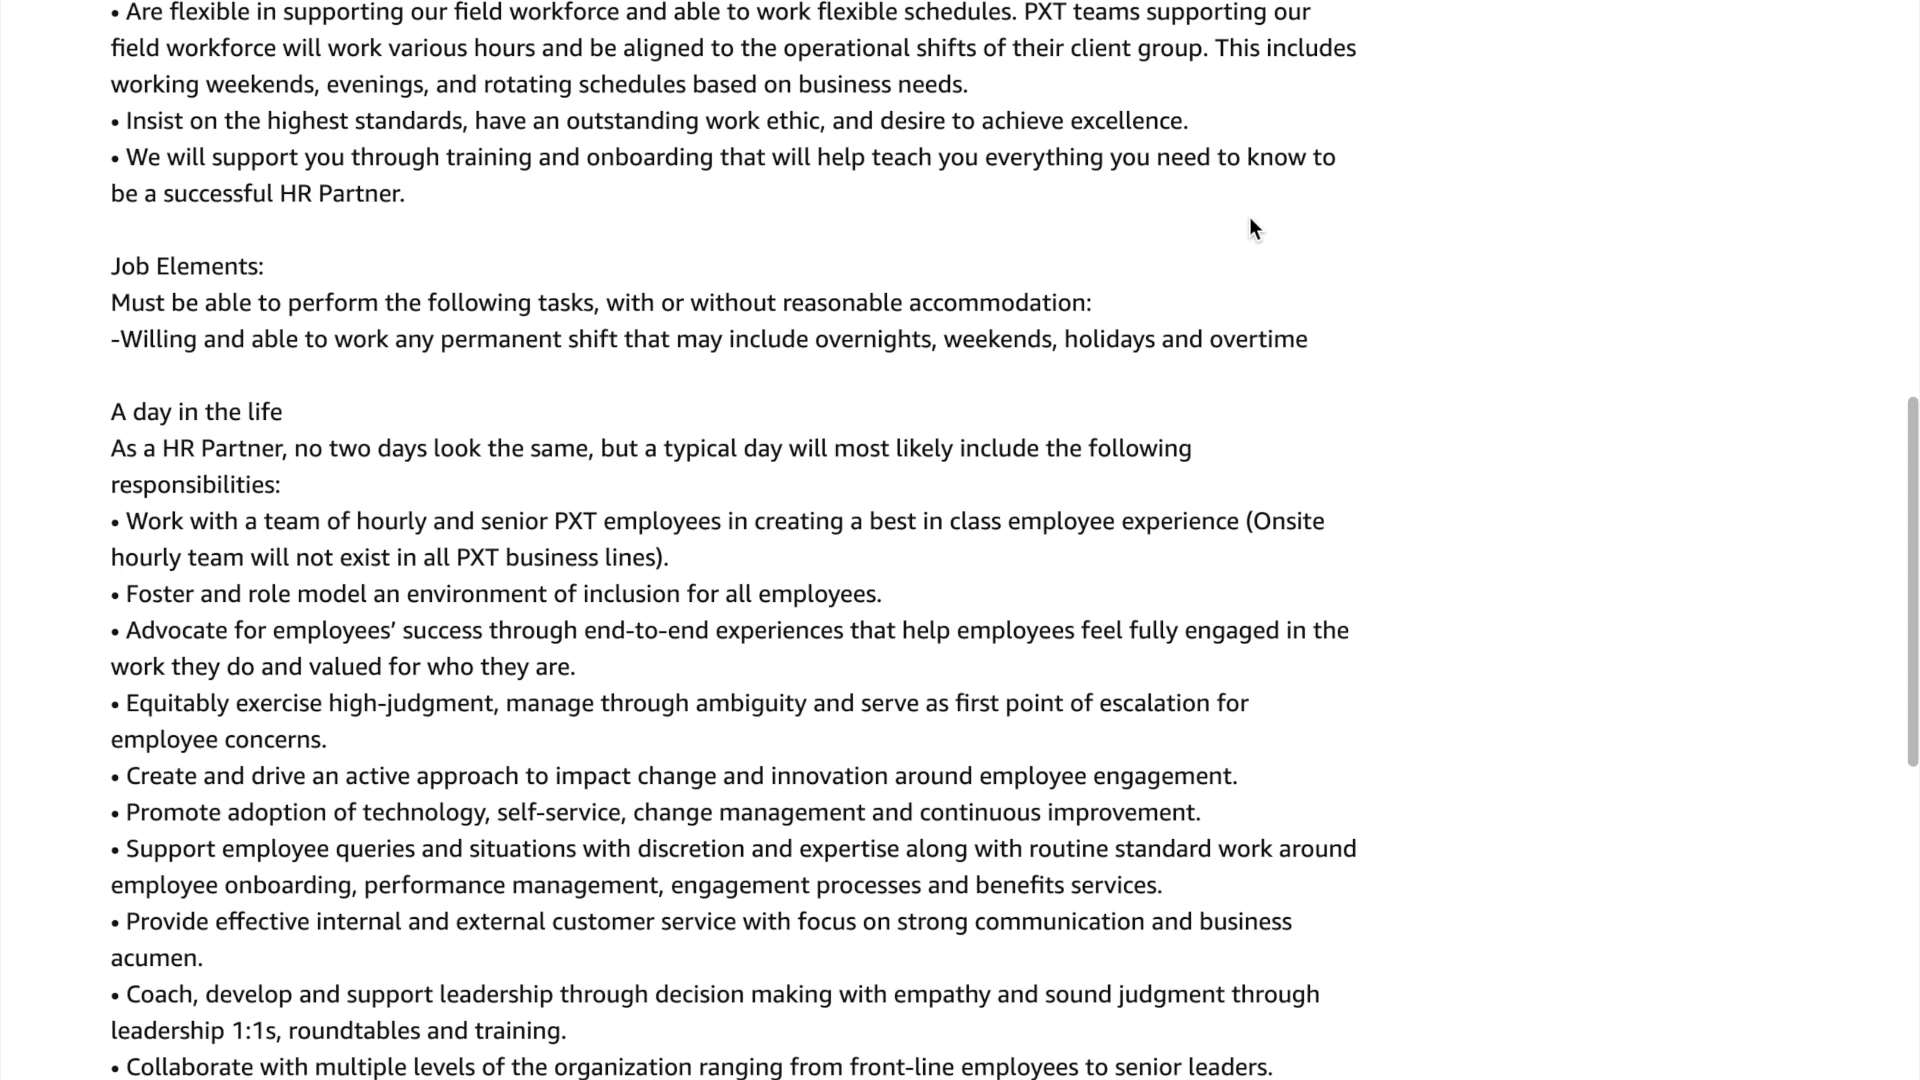 • Are flexible in supporting our field workforce and able to work flexible schedules. PXT teams supporting our
field workforce will work various hours and be aligned to the operational shifts of their client group. This includes
working weekends, evenings, and rotating schedules based on business needs.
• Insist on the highest standards, have an outstanding work ethic, and desire to achieve excellence.
• We will support you through training and onboarding that will help teach you everything you need to know to
be a successful HR Partner.
Job Elements:
Must be able to perform the following tasks, with or without reasonable accommodation:
-Willing and able to work any permanent shift that may include overnights, weekends, holidays and overtime
A day in the life
As a HR Partner, no two days look the same, but a typical day will most likely include the following
responsibilities:
• Work with a team of hourly and senior PXT employees in creating a best in class employee experience (Onsite
hourly team will not exist in all PXT business lines).
• Foster and role model an environment of inclusion for all employees.
• Advocate for employees’ success through end-to-end experiences that help employees feel fully engaged in the
work they do and valued for who they are.
• Equitably exercise high-judgment, manage through ambiguity and serve as first point of escalation for
employee concerns.
• Create and drive an active approach to impact change and innovation around employee engagement.
• Promote adoption of technology, self-service, change management and continuous improvement.
• Support employee queries and situations with discretion and expertise along with routine standard work around
employee onboarding, performance management, engagement processes and benefits services.
• Provide effective internal and external customer service with focus on strong communication and business
acumen.
• Coach, develop and support leadership through decision making with empathy and sound judgment through
leadership 1:1s, roundtables and training.
• Collaborate with multiple levels of the organization ranging from front-line employees to senior leaders.